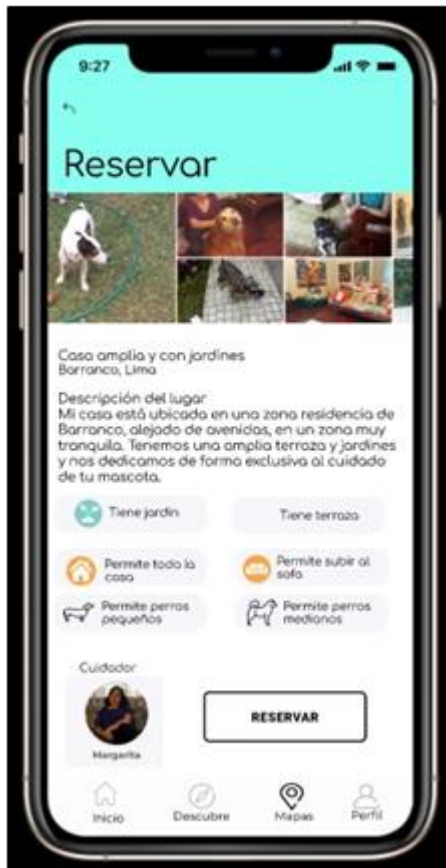 9:27
Reservar
Casa amplia y con jardines
Barranco, Lima
Descripción del lugar
Mi casa está ubicada en una zona residencia de
Barranco, alejado de avenidas, en un zona muy
tranquila. Tenemos una amplia terraza y jardines
y nos dedicamos de forma exclusiva al cuidado
de tu mascota.
Tiene jardín
Tiene terraza
Permite toda la
casa
Permite subir al
sofa
Permite perros
pequeños
Permite perros
medianos
Cuidador
Margarita
RESERVAR
Inicio
Descubre
Mapas
Perfil